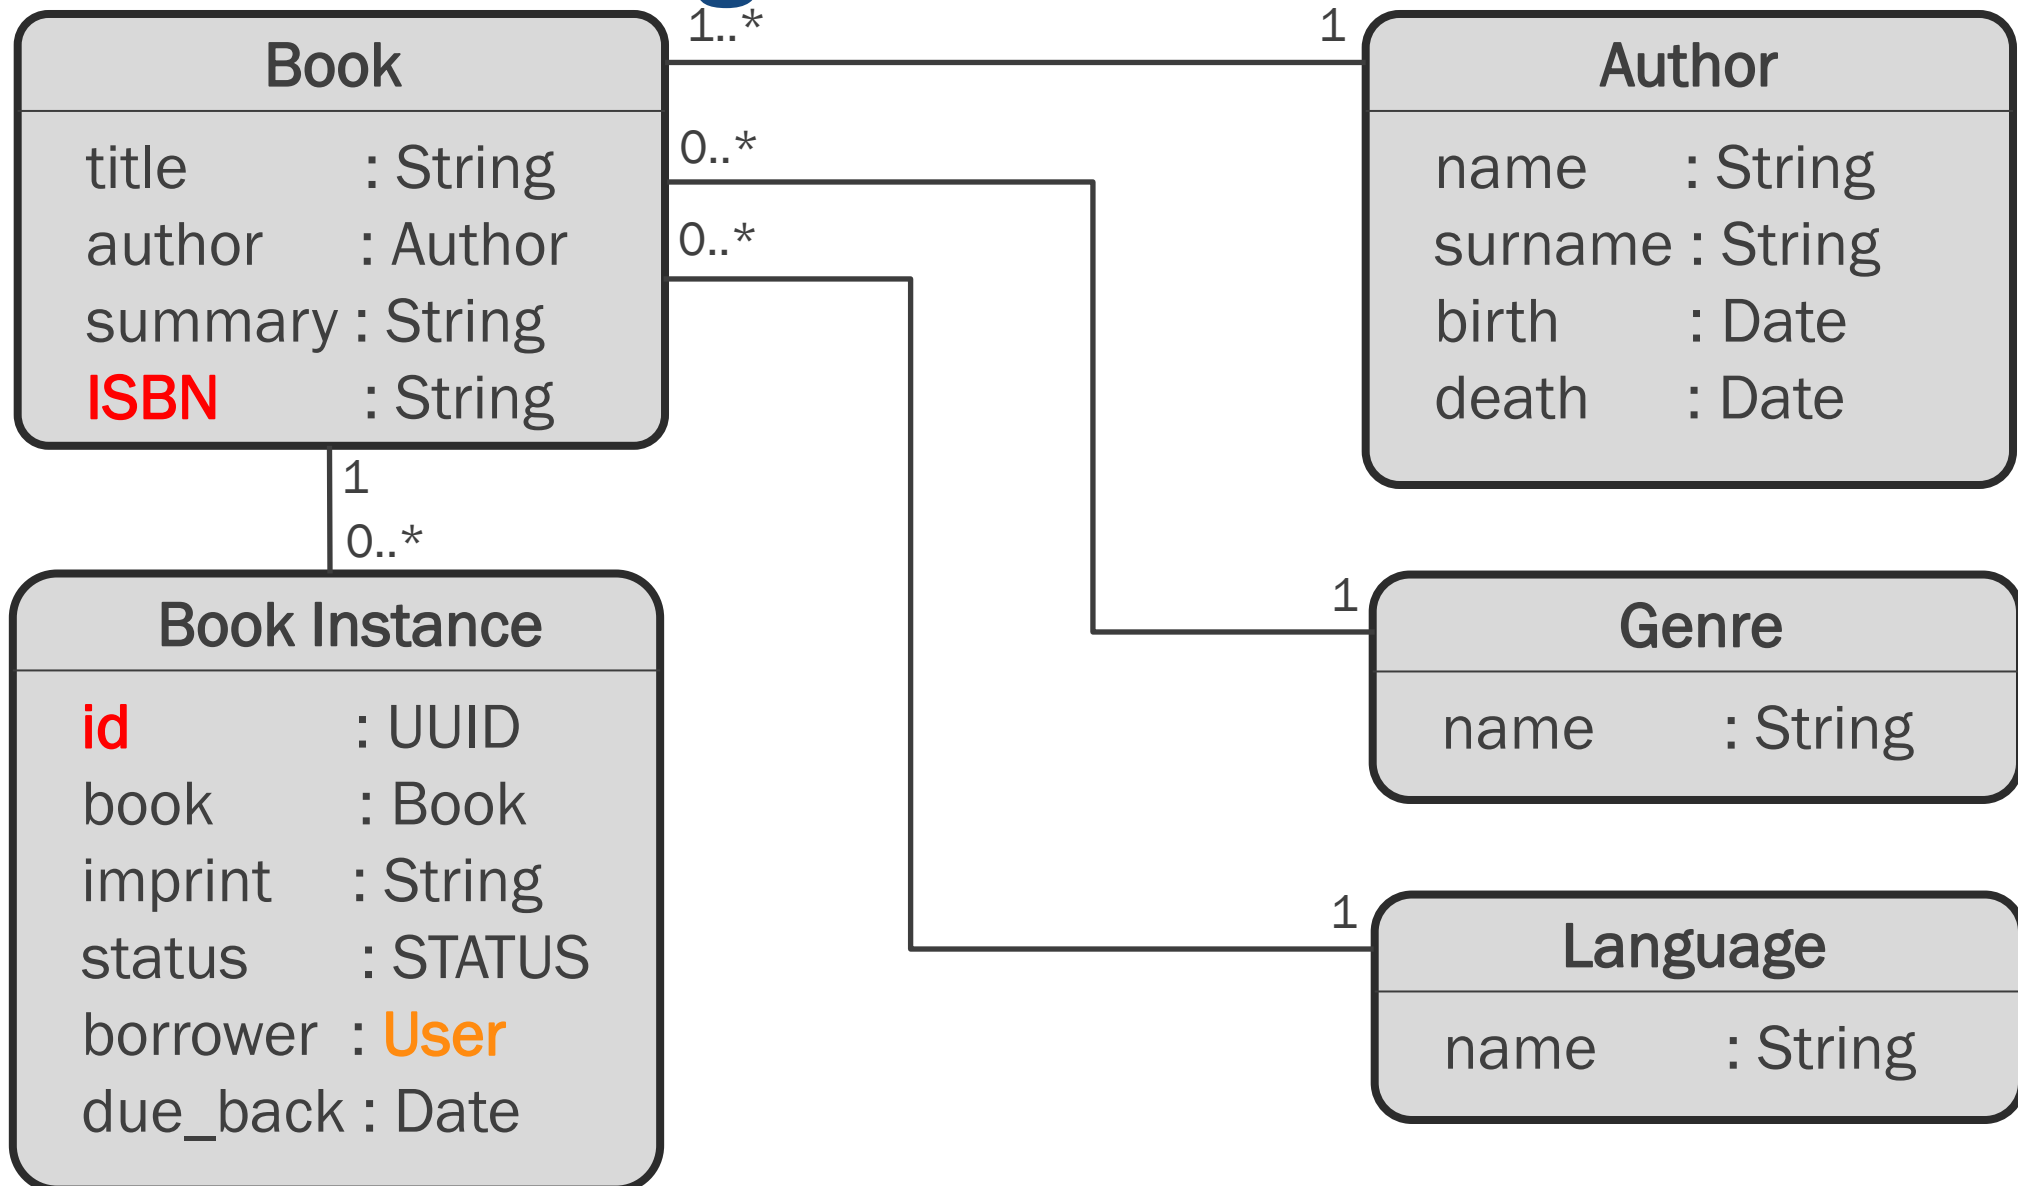 Book
title : String
author : Author
summary : String
ISBN : String
1..*
1
0..*
0..*
1
0..*
Author
name : String
surname : String
birth : Date
death : Date
Book Instance
id : UUID
book : Book
imprint : String
status : STATUS
borrower : User
due_back : Date
1
Genre
name : String
1
Language
name : String